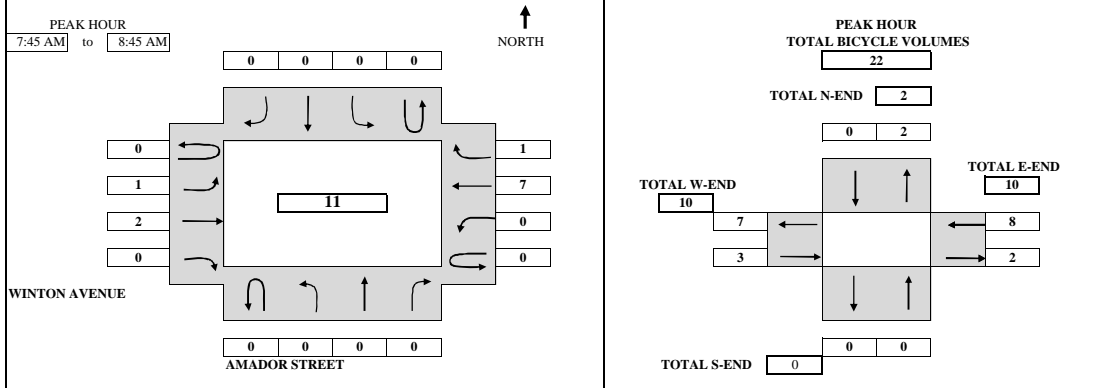 PEAK HOUR
7:45 AM to 8:45 AM
NORTH
0 0 0 0
0 1
1 7
11
2 0
0 0
WINTON AVENUE
0 0 0 0
AMADOR STREET
PEAK HOUR
TOTAL BICYCLE VOLUMES
22
TOTAL N-END 2
0 2
TOTAL E-END
10
TOTAL W-END
10
7 8
3 2
0 0
TOTAL S-END 0